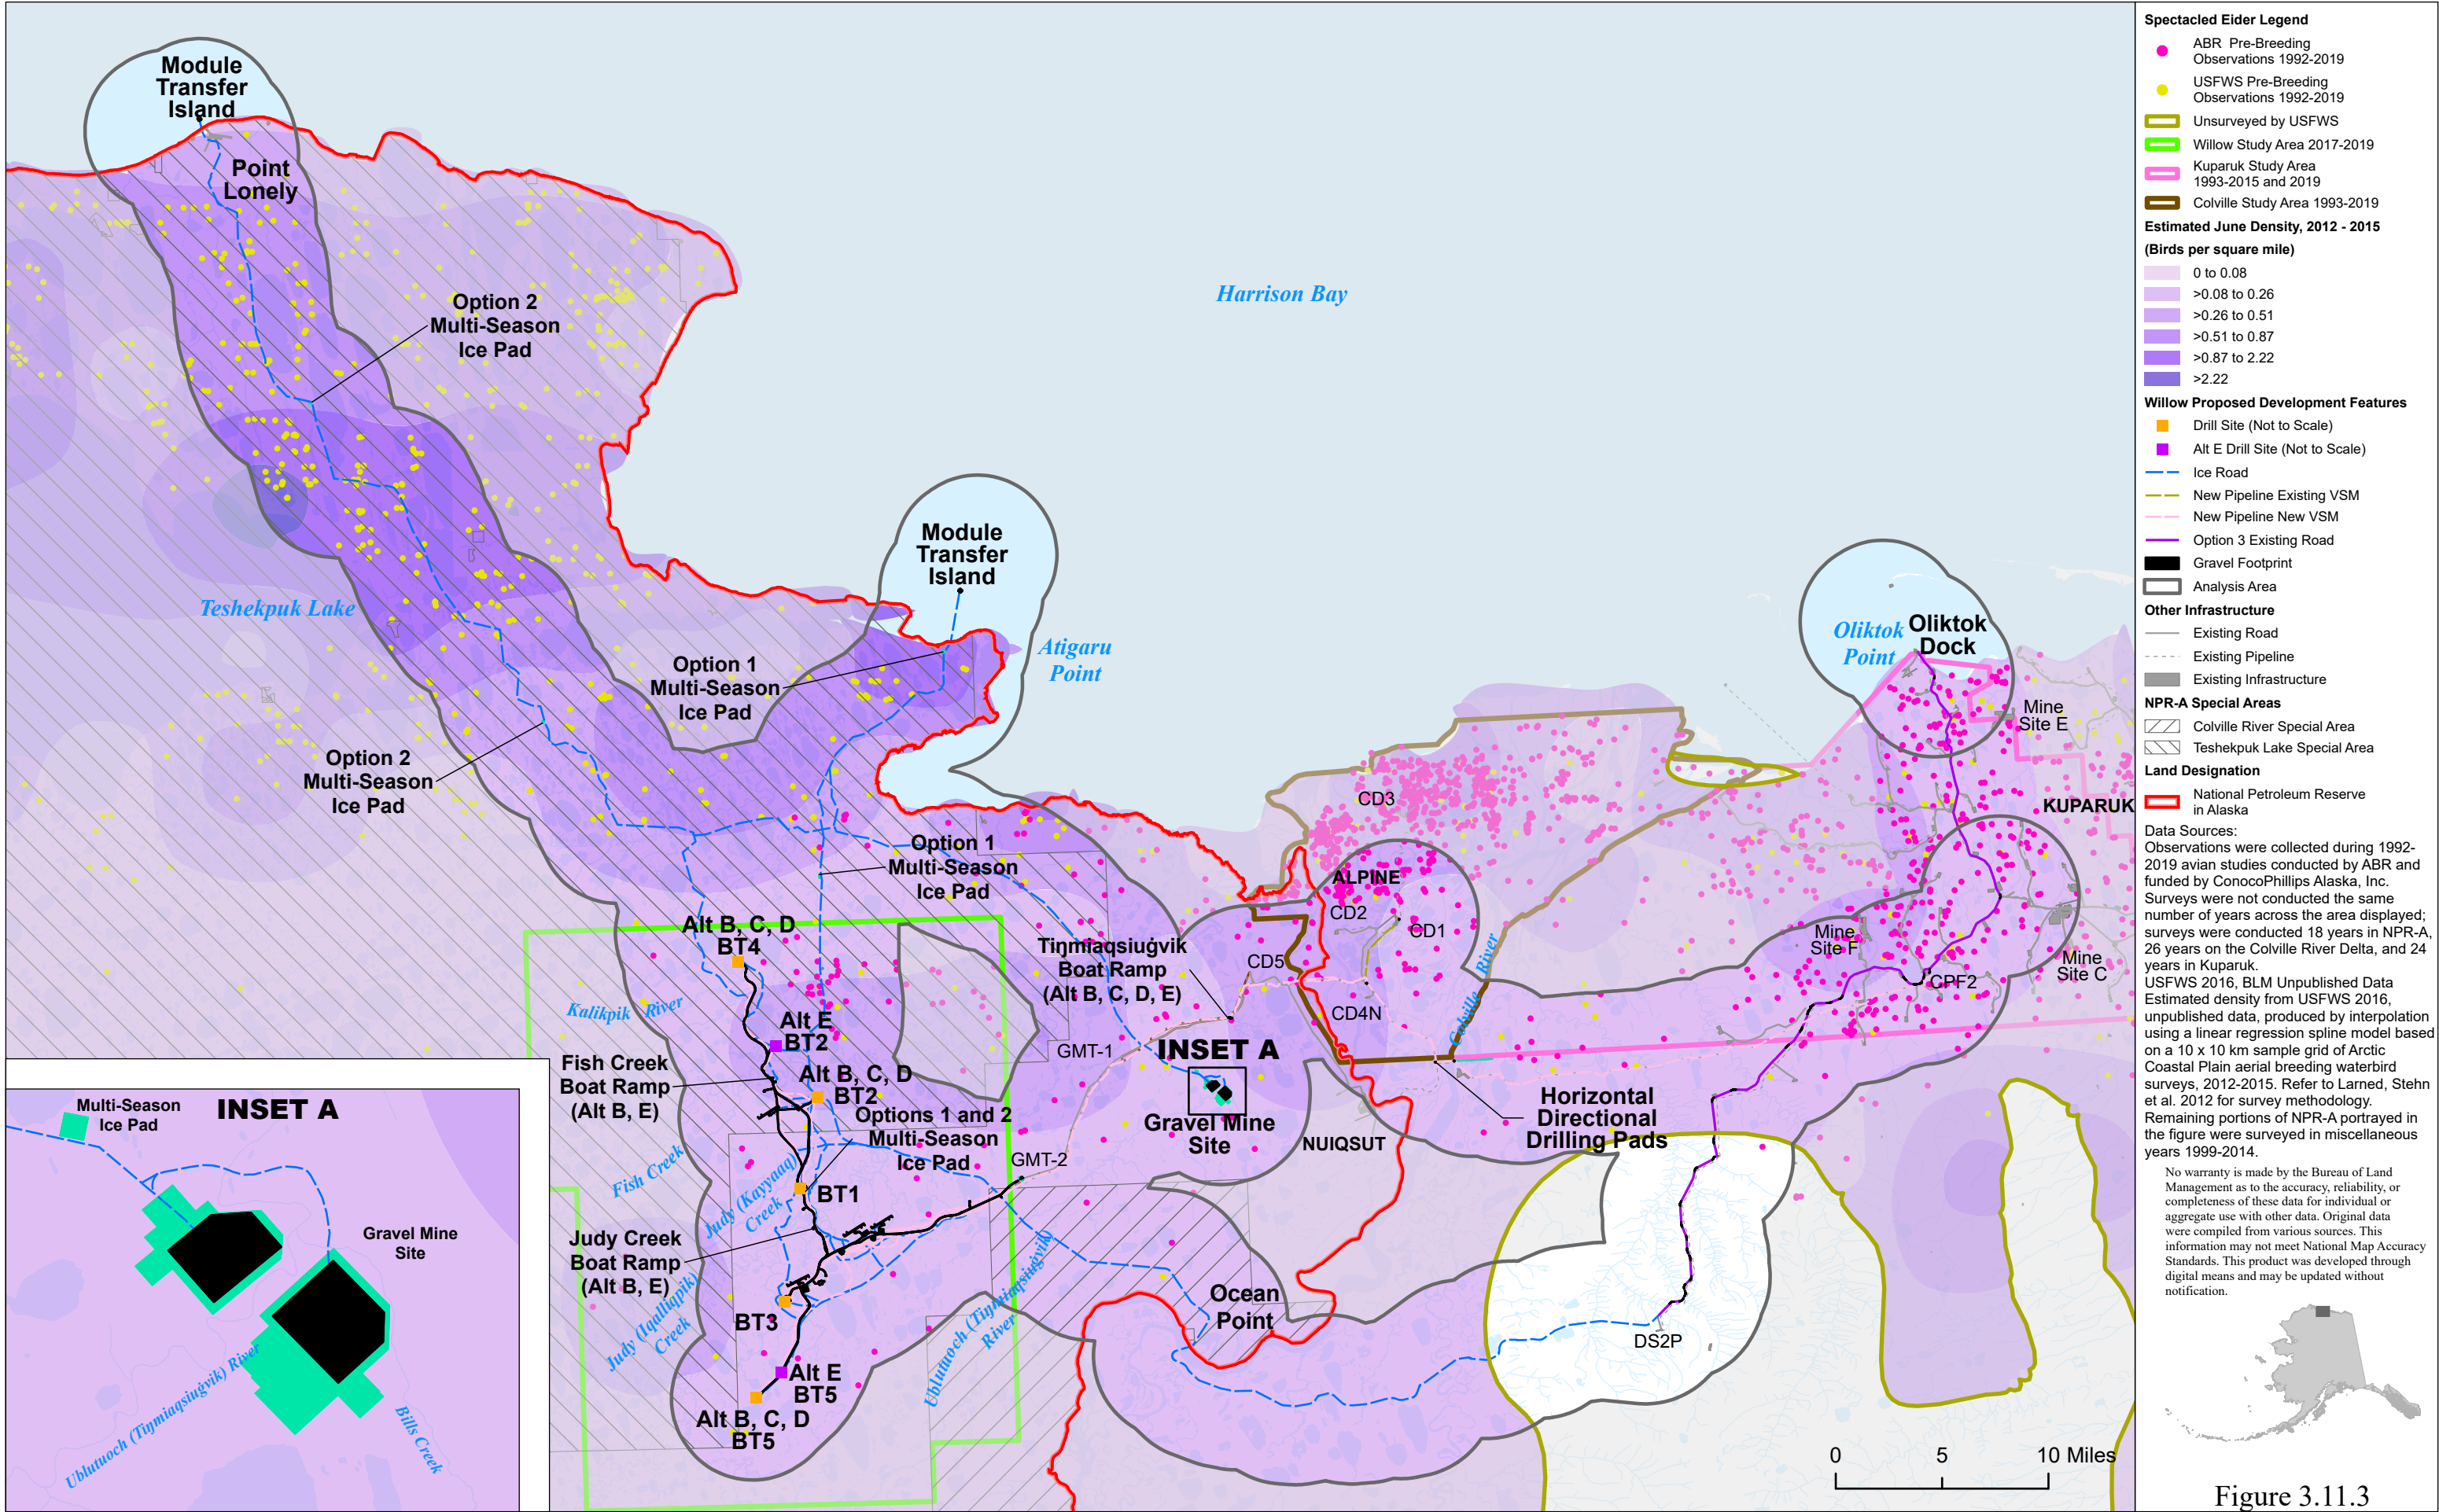 Module
Transfer
Island
Point
Lonely
Option 2
Multi-Season
Ice Pad
Harrison Bay
Teshekpuk Lake
Module
Transfer
Island
Option 1
Multi-Season
Ice Pad
Atigaru
Point
Option 2
Multi-Season
Ice Pad
Oliktok
Point
Oliktok
Dock
Mine
Site E
KUPARUK
CD3
Option 1
Multi-Season
Ice Pad
ALPINE
CD2
CD1
Alt B, C, D
BT4
Tiŋmiaqsiuġvik
Boat Ramp
(Alt B, C, D, E)
CD5
CD4N
Colville River
Mine
Site F
CPF2
Mine
Site C
Kalikpik River
Alt E
BT2
Fish Creek
Boat Ramp
(Alt B, E)
Alt B, C, D
BT2
GMT-1
INSET A
Gravel Mine
Site
Options 1 and 2
Multi-Season
Ice Pad
GMT-2
NUIQSUT
Horizontal
Directional
Drilling Pads
Fish Creek
Judy (Kayyaaq)
Creek
BT1
Judy Creek
Boat Ramp
(Alt B, E)
BT3
Judy (Iqalliqpik)
Creek
Ublutuoch (Tiŋmiaqsiuġvik)
River
Ocean
Point
DS2P
Alt E
BT5
Alt B, C, D
BT5
0 5 10 Miles
INSET A
Multi-Season
Ice Pad
Gravel Mine
Site
Ublutuoch (Tiŋmiaqsiuġvik) River
Bills Creek
Spectacled Eider Legend
ABR Pre-Breeding
Observations 1992-2019
USFWS Pre-Breeding
Observations 1992-2019
Unsurveyed by USFWS
Willow Study Area 2017-2019
Kuparuk Study Area
1993-2015 and 2019
Colville Study Area 1993-2019
Estimated June Density, 2012 - 2015
(Birds per square mile)
0 to 0.08
>0.08 to 0.26
>0.26 to 0.51
>0.51 to 0.87
>0.87 to 2.22
>2.22
Willow Proposed Development Features
Drill Site (Not to Scale)
Alt E Drill Site (Not to Scale)
Ice Road
New Pipeline Existing VSM
New Pipeline New VSM
Option 3 Existing Road
Gravel Footprint
Analysis Area
Other Infrastructure
Existing Road
Existing Pipeline
Existing Infrastructure
NPR-A Special Areas
Colville River Special Area
Teshekpuk Lake Special Area
Land Designation
National Petroleum Reserve
in Alaska
Data Sources:
Observations were collected during 1992-
2019 avian studies conducted by ABR and
funded by ConocoPhillips Alaska, Inc.
Surveys were not conducted the same
number of years across the area displayed;
surveys were conducted 18 years in NPR-A,
26 years on the Colville River Delta, and 24
years in Kuparuk.
USFWS 2016, BLM Unpublished Data
Estimated density from USFWS 2016,
unpublished data, produced by interpolation
using a linear regression spline model based
on a 10 x 10 km sample grid of Arctic
Coastal Plain aerial breeding waterbird
surveys, 2012-2015. Refer to Larned, Stehn
et al. 2012 for survey methodology.
Remaining portions of NPR-A portrayed in
the figure were surveyed in miscellaneous
years 1999-2014.
No warranty is made by the Bureau of Land
Management as to the accuracy, reliability, or
completeness of these data for individual or
aggregate use with other data. Original data
were compiled from various sources. This
information may not meet National Map Accuracy
Standards. This product was developed through
digital means and may be updated without
notification.
Figure 3.11.3